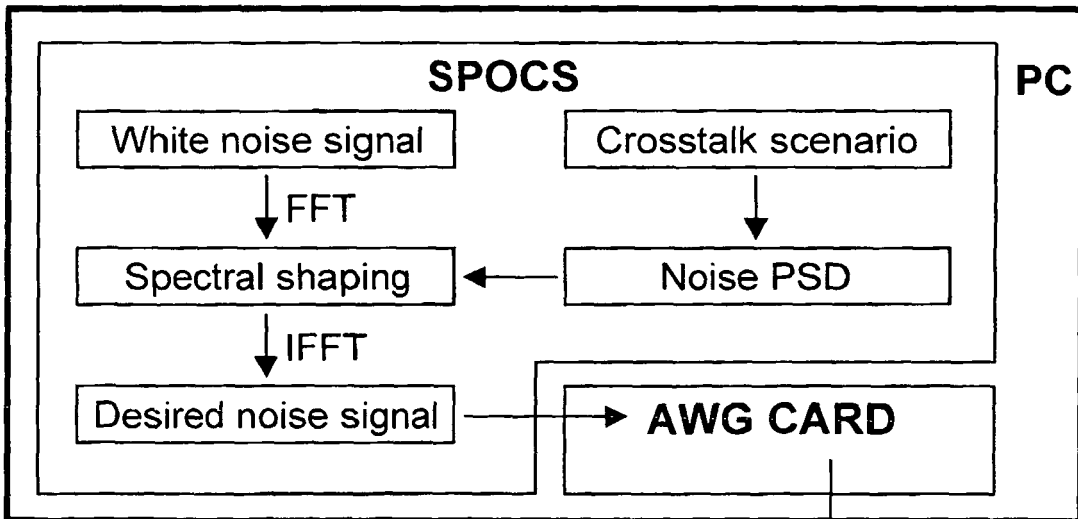 SPOCS
PC
White noise signal
Crosstalk scenario
FFT
Spectral shaping
Noise PSD
IFFT
Desired noise signal
AWG CARD